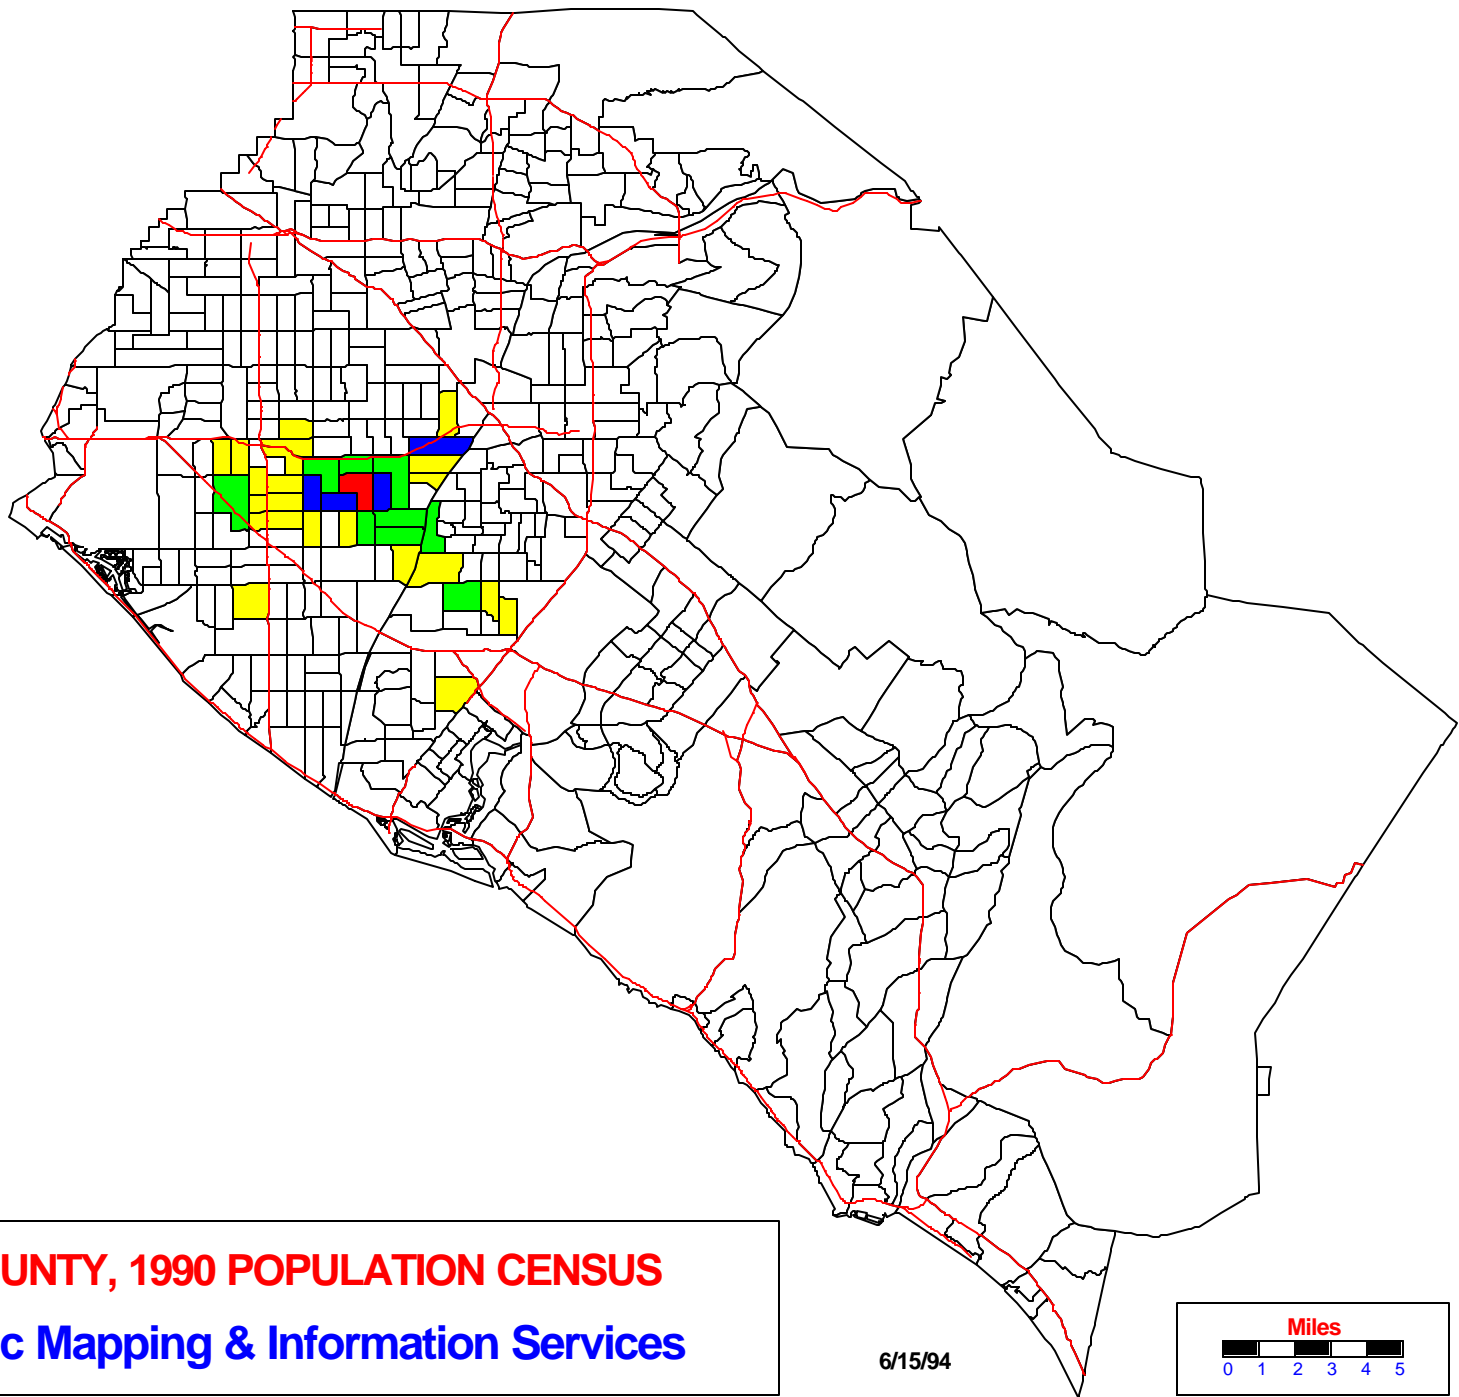 UNTY, 1990 POPULATION CENSUS
c Mapping & Information Services
6/15/94
Miles
0 1 2 3 4 5